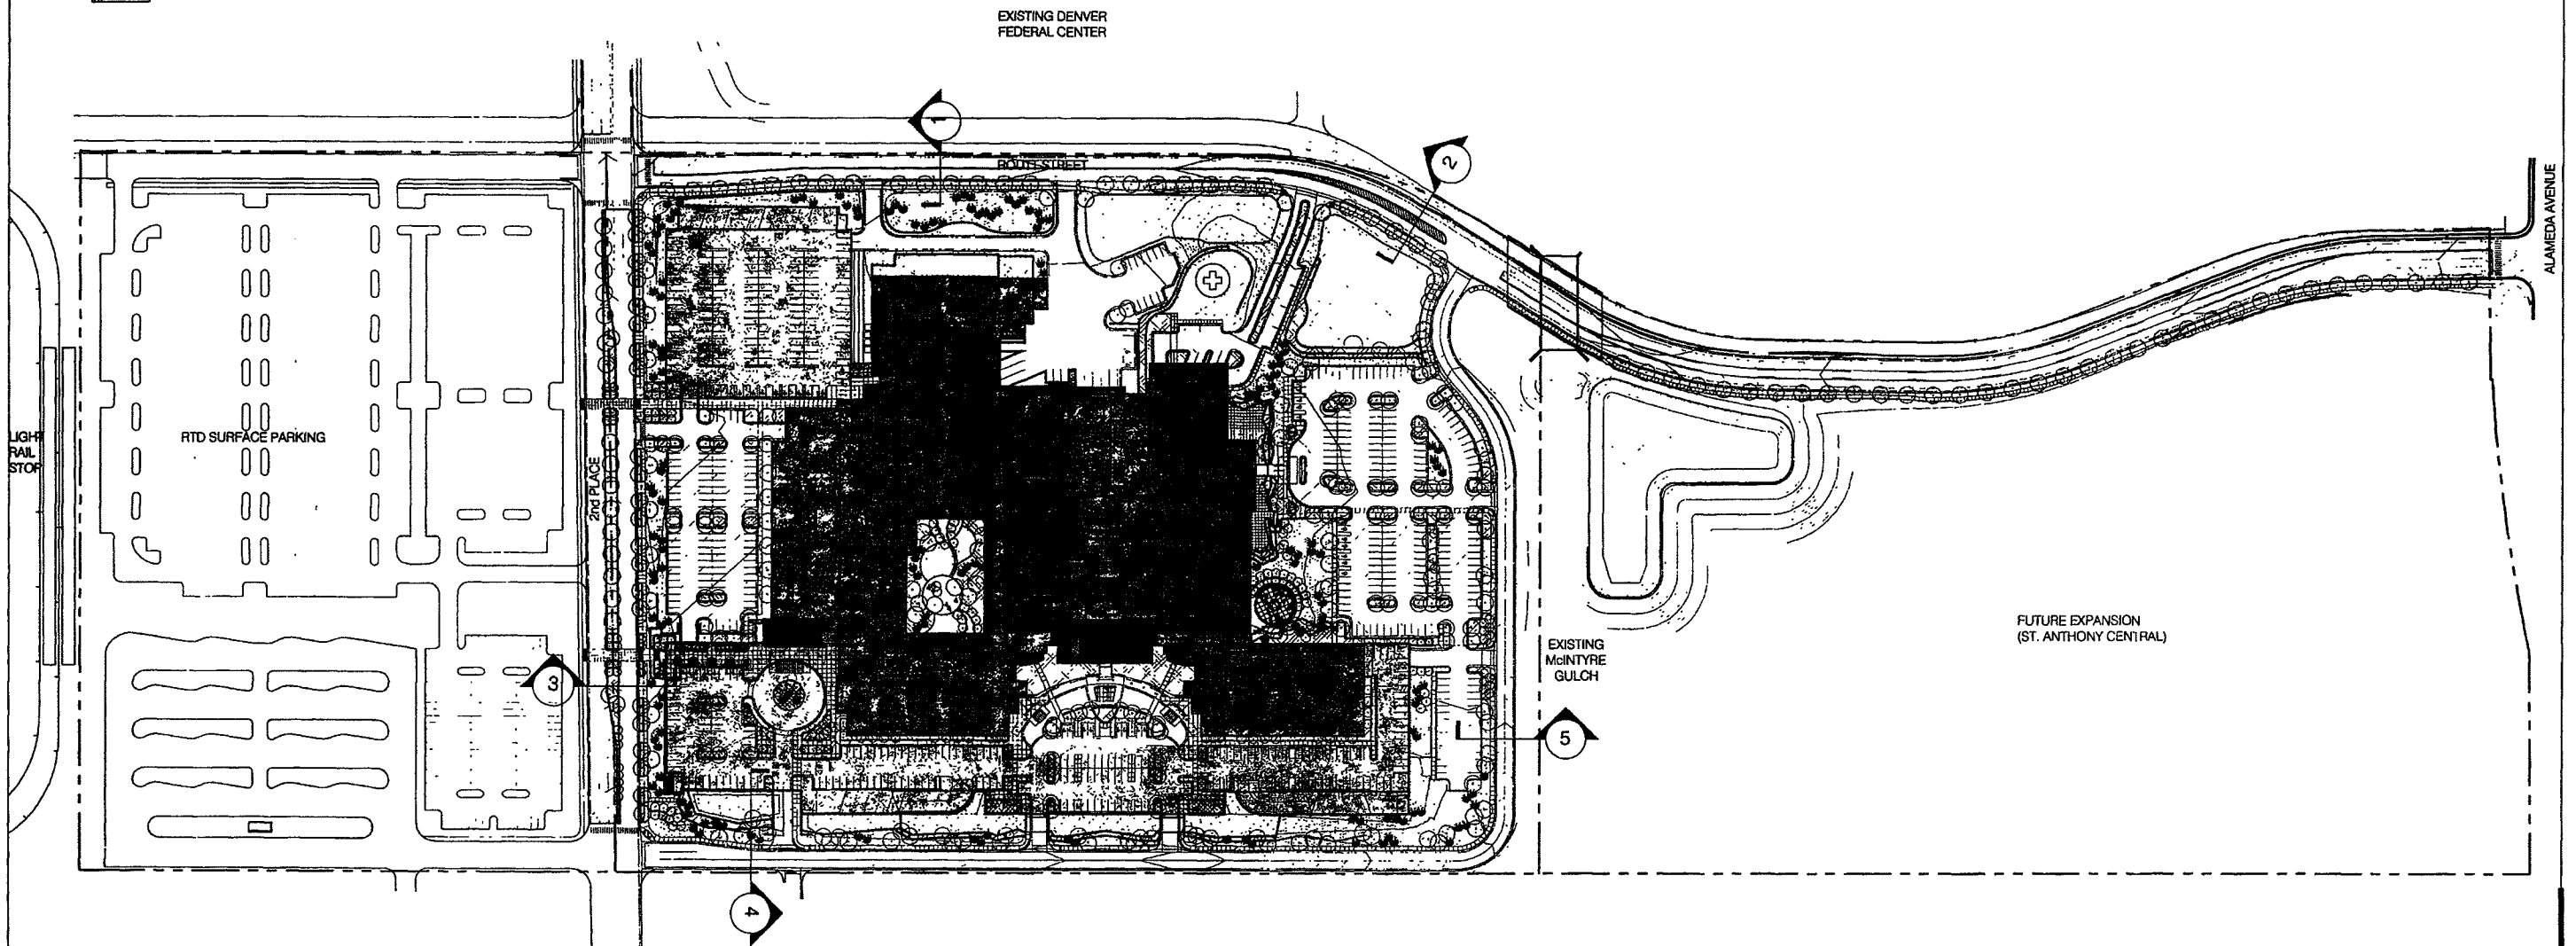 EXISTING DENVER
FEDERAL CENTER
1
2
ROUTT STREET
ALAMEDA AVENUE
LIGHT
RAIL
STOP
RTD SURFACE PARKING
2nd PLACE
FUTURE EXPANSION
(ST. ANTHONY CENTRAL)
EXISTING
McINTYRE
GULCH
3
5
4